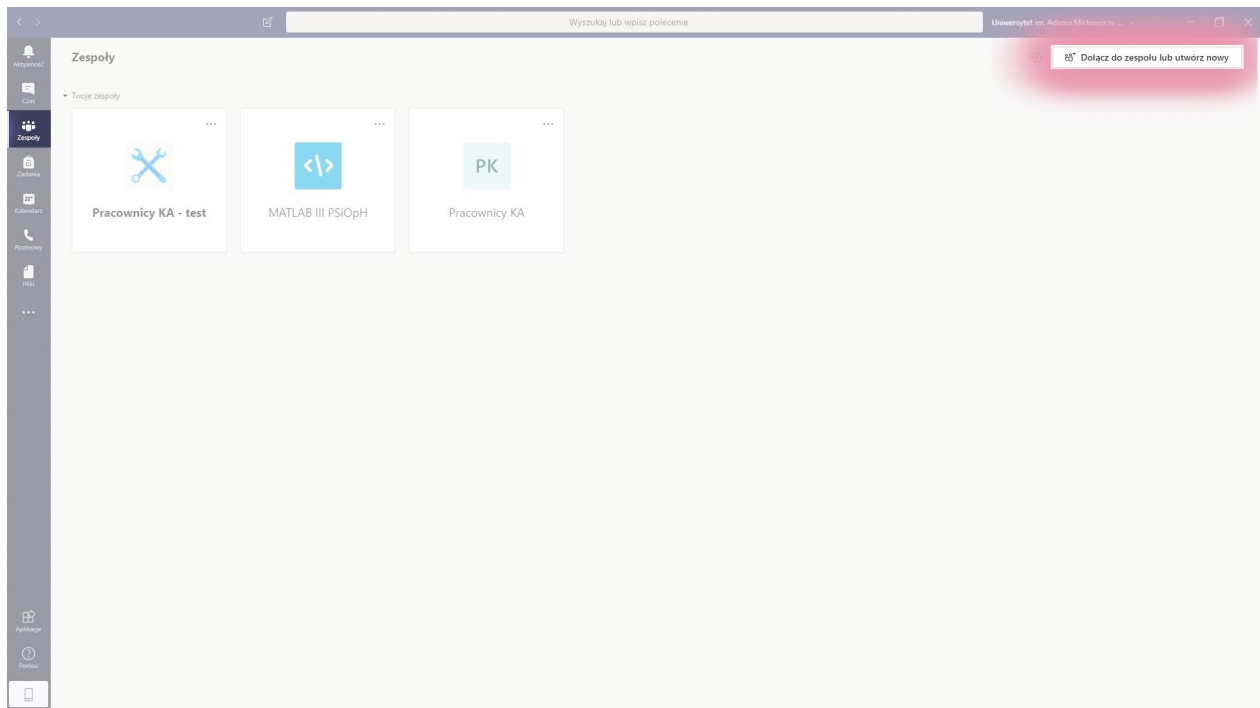 Wyszukaj lub wpisz polecenie
Uniwersytet im. Adama Mickiewicza ...
Aktywność
Czat
Zespoły
Zadania
Kalendarz
Rozmowy
Pliki
Aplikacje
Pomoc
Zespoły
Dołącz do zespołu lub utwórz nowy
Twoje zespoły
Pracownicy KA - test
</>
MATLAB III PSiOpH
PK
Pracownicy KA